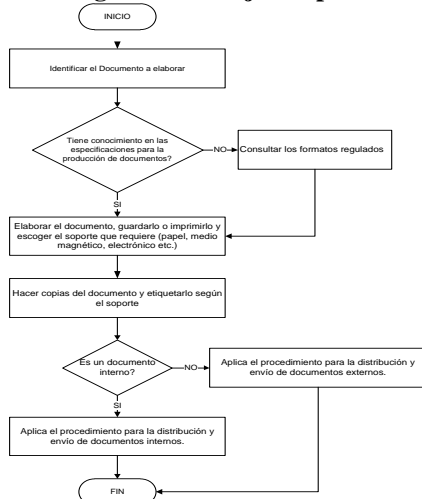 INICIO
Identificar el Documento a elaborar
Tiene conocimiento en las
especificaciones para la
producción de documentos?
NO
Consultar los formatos regulados
SI
Elaborar el documento, guardarlo o imprimirlo y
escoger el soporte que requiere (papel, medio
magnético, electrónico etc.)
Hacer copias del documento y etiquetarlo según
el soporte
Es un documento
interno?
NO
Aplica el procedimiento para la distribución y
envío de documentos externos.
SI
Aplica el procedimiento para la distribución y
envío de documentos internos.
FIN